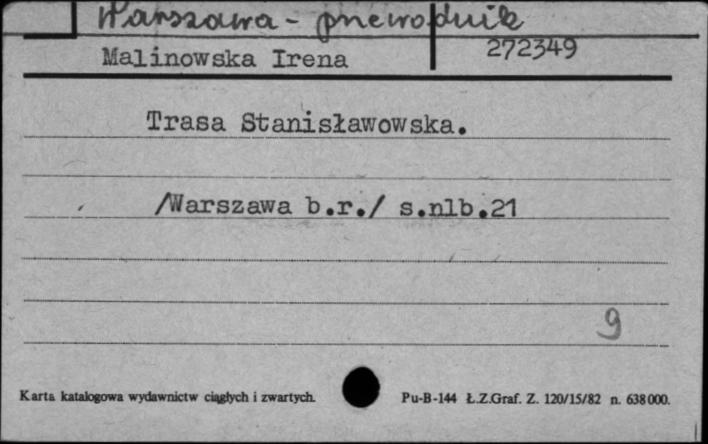 Warszawa - przewodnik
Malinowska Irena 272349
Trasa Stanisławowska.
/Warszawa b.r./ s.nlb.21
9
Karta katalogowa wydawnictw ciągłych i zwartych. Pu-B-144 Ł.Z.Graf. Z. 120/15/82 n. 638000.